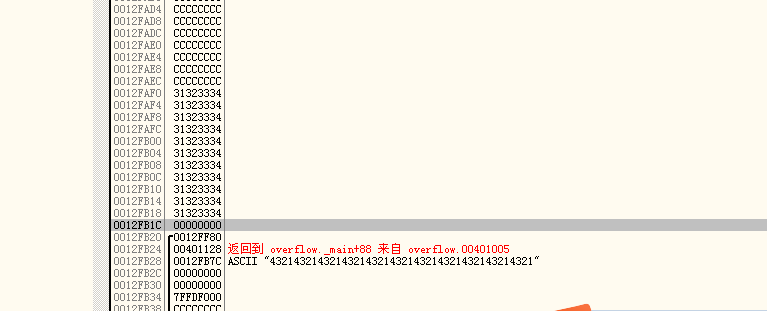 0012FAD4 CCCCCCCC
0012FAD8 CCCCCCCC
0012FADC CCCCCCCC
0012FAE0 CCCCCCCC
0012FAE4 CCCCCCCC
0012FAE8 CCCCCCCC
0012FAEC CCCCCCCC
0012FAF0 31323334
0012FAF4 31323334
0012FAF8 31323334
0012FAFC 31323334
0012FB00 31323334
0012FB04 31323334
0012FB08 31323334
0012FB0C 31323334
0012FB10 31323334
0012FB14 31323334
0012FB18 31323334
0012FB1C 00000000
0012FB20 0012FF80
0012FB24 00401128 返回到 overflow._main+88 来自 overflow.00401005
0012FB28 0012FB7C ASCII "43214321432143214321432143214321432143214321"
0012FB2C 00000000
0012FB30 00000000
0012FB34 7FFDF000
0012FB38 CCCCCCCC